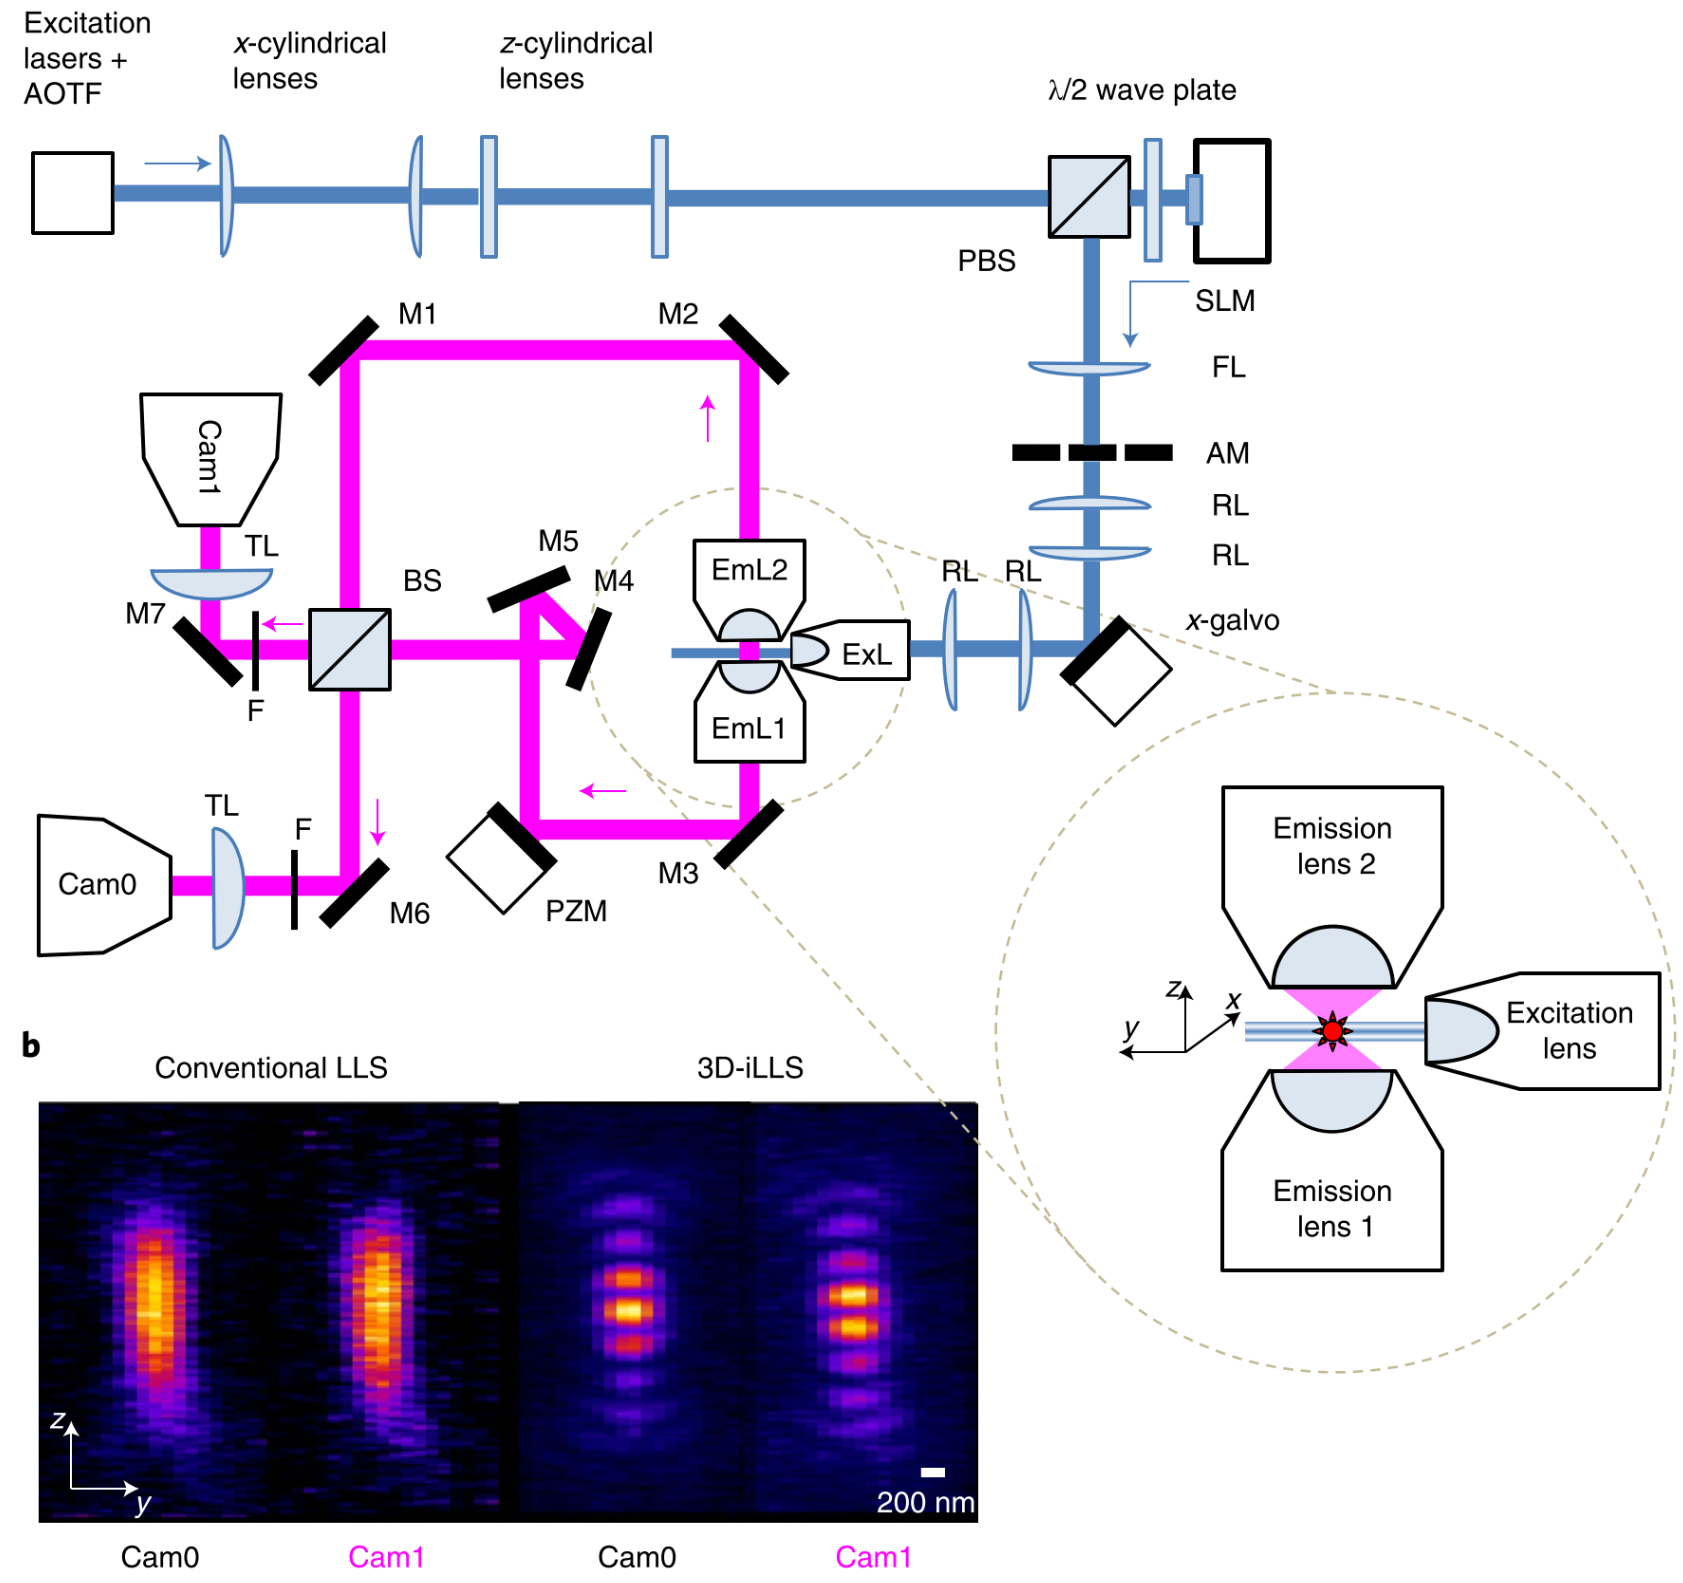 Excitation
lasers +
AOTF
x-cylindrical
lenses
z-cylindrical
lenses
λ/2 wave plate
PBS
SLM
M1
M2
FL
Cam1
AM
RL
RL
TL
BS
M5
M4
EmL2
RL
RL
M7
x-galvo
ExL
F
EmL1
TL
F
M3
Cam0
M6
PZM
Emission
lens 2
z
x
y
Excitation
lens
Emission
lens 1
b
Conventional LLS
3D-iLLS
z
y
200 nm
Cam0
Cam1
Cam0
Cam1